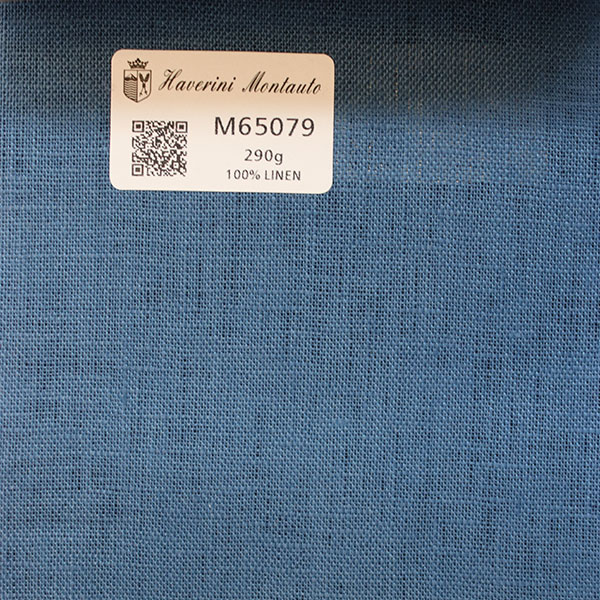 Haverini Montauto
M65079
290g
100% LINEN